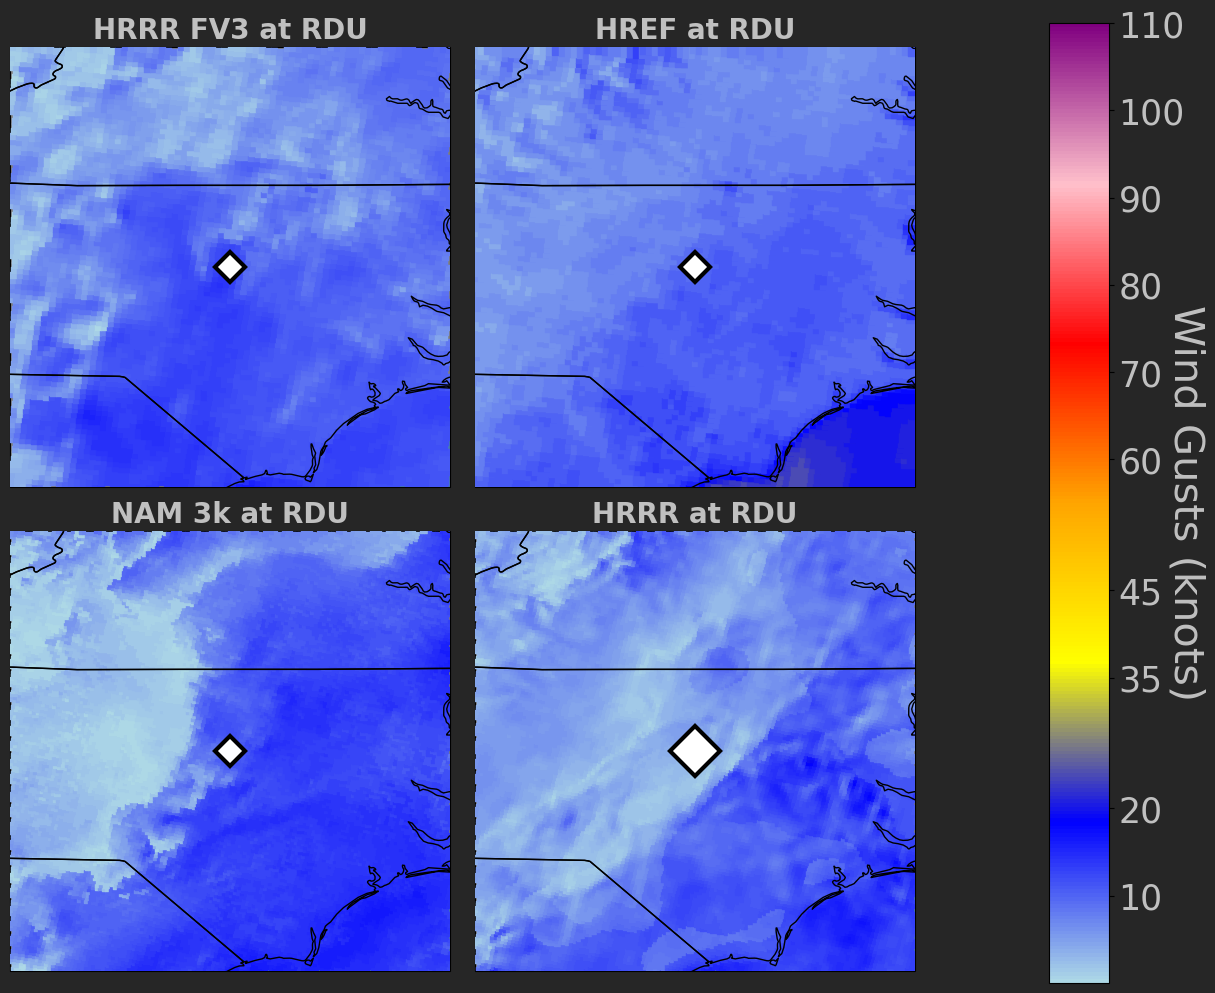 HRRR FV3 at RDU
HREF at RDU
NAM 3k at RDU
HRRR at RDU
110
100
90
80
70
60
45
35
20
10
Wind Gusts (knots)